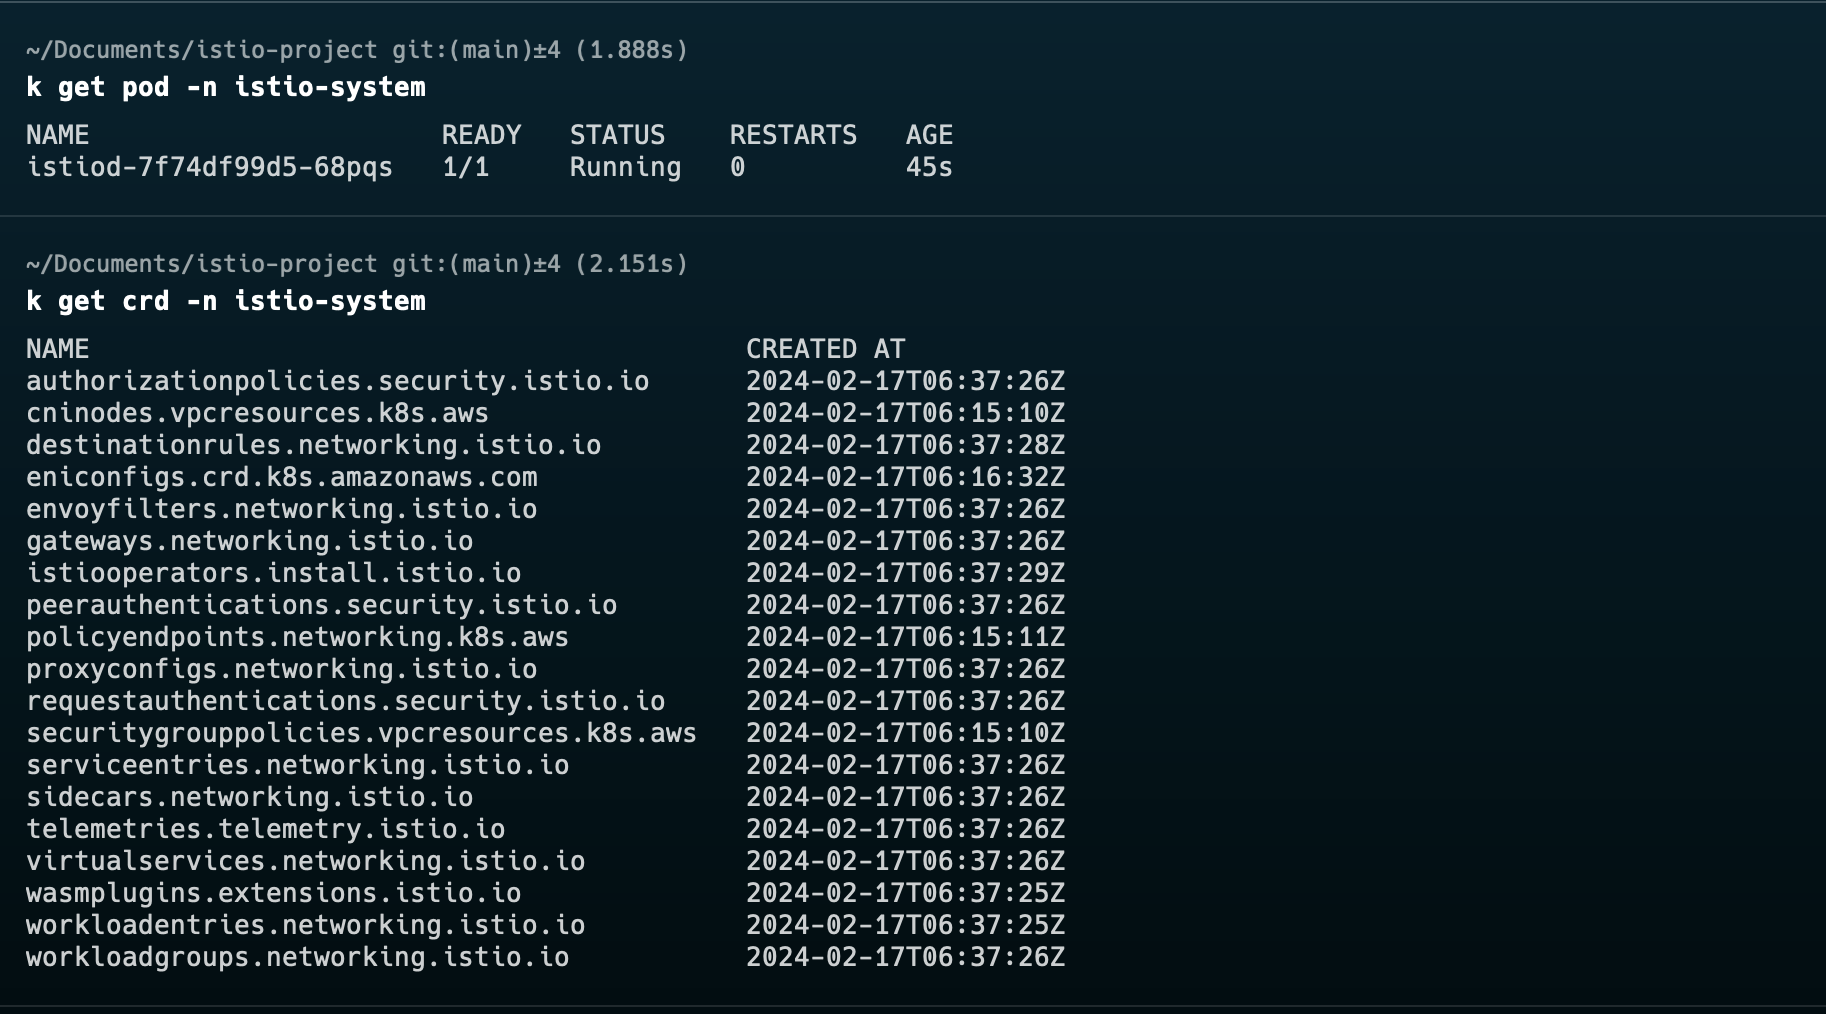 ~/Documents/istio-project git:(main)±4 (1.888s)
k get pod -n istio-system
NAME READY STATUS RESTARTS AGE
istiod-7f74df99d5-68pqs 1/1 Running 0 45s
~/Documents/istio-project git:(main)±4 (2.151s)
k get crd -n istio-system
NAME CREATED AT
authorizationpolicies.security.istio.io 2024-02-17T06:37:26Z
cninodes.vpcresources.k8s.aws 2024-02-17T06:15:10Z
destinationrules.networking.istio.io 2024-02-17T06:37:28Z
eniconfigs.crd.k8s.amazonaws.com 2024-02-17T06:16:32Z
envoyfilters.networking.istio.io 2024-02-17T06:37:26Z
gateways.networking.istio.io 2024-02-17T06:37:26Z
istiooperators.install.istio.io 2024-02-17T06:37:29Z
peerauthentications.security.istio.io 2024-02-17T06:37:26Z
policyendpoints.networking.k8s.aws 2024-02-17T06:15:11Z
proxyconfigs.networking.istio.io 2024-02-17T06:37:26Z
requestauthentications.security.istio.io 2024-02-17T06:37:26Z
securitygrouppolicies.vpcresources.k8s.aws 2024-02-17T06:15:10Z
serviceentries.networking.istio.io 2024-02-17T06:37:26Z
sidecars.networking.istio.io 2024-02-17T06:37:26Z
telemetries.telemetry.istio.io 2024-02-17T06:37:26Z
virtualservices.networking.istio.io 2024-02-17T06:37:26Z
wasmplugins.extensions.istio.io 2024-02-17T06:37:25Z
workloadentries.networking.istio.io 2024-02-17T06:37:25Z
workloadgroups.networking.istio.io 2024-02-17T06:37:26Z